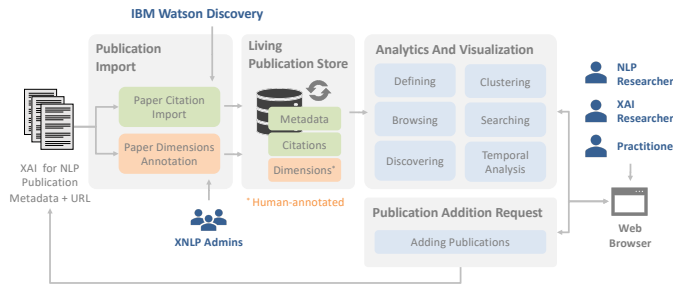 IBM Watson Discovery
Publication
Import
Paper Citation
Import
Paper Dimensions
Annotation
XAI for NLP
Publication
Metadata + URL
XNLP Admins
Living
Publication Store
Metadata
Citations
Dimensions*
* Human-annotated
Analytics And Visualization
Defining
Clustering
Browsing
Searching
Discovering
Temporal
Analysis
Publication Addition Request
Adding Publications
NLP
Researcher
XAI
Researcher
Practitione
Web
Browser